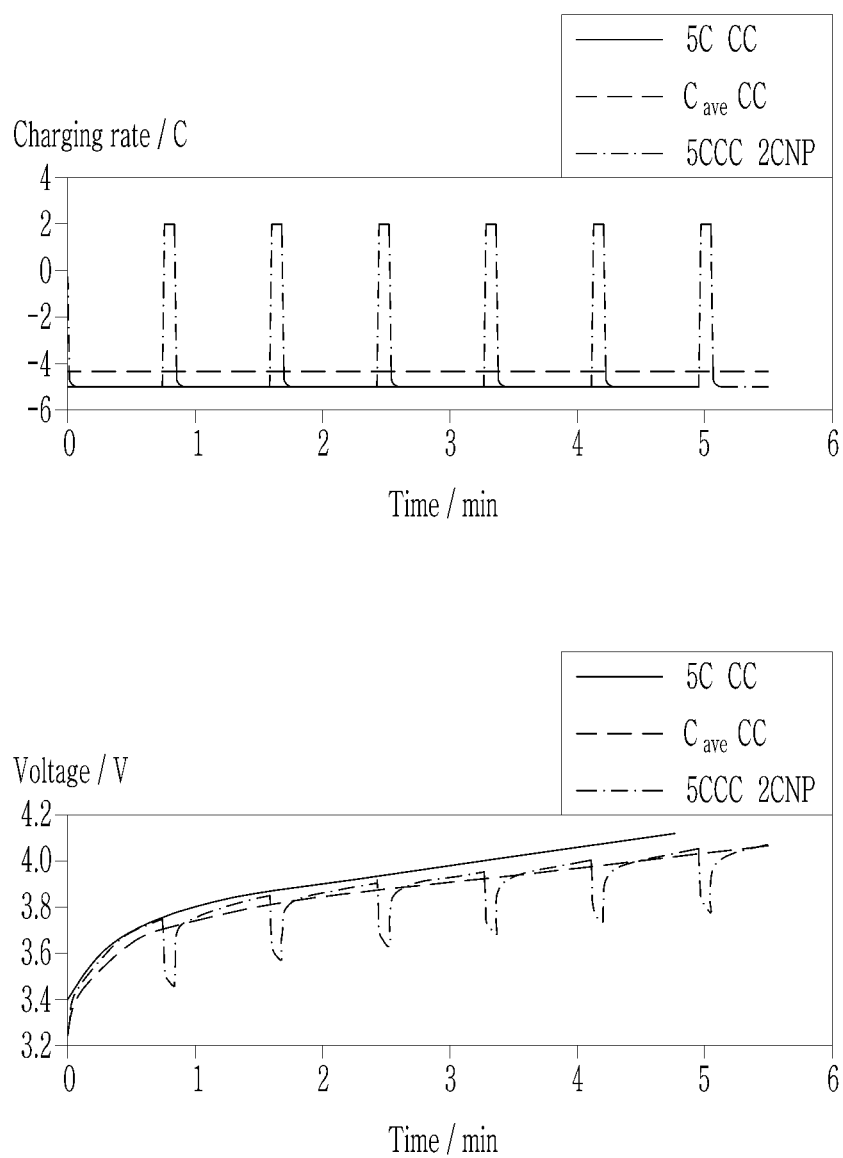 5C CC
C ave CC
5CCC 2CNP
Charging rate / C
4
2
0
-2
-4
-6
0 1 2 3 4 5 6
Time / min
5C CC
C ave CC
5CCC 2CNP
Voltage / V
4.2
4.0
3.8
3.6
3.4
3.2
0 1 2 3 4 5 6
Time / min